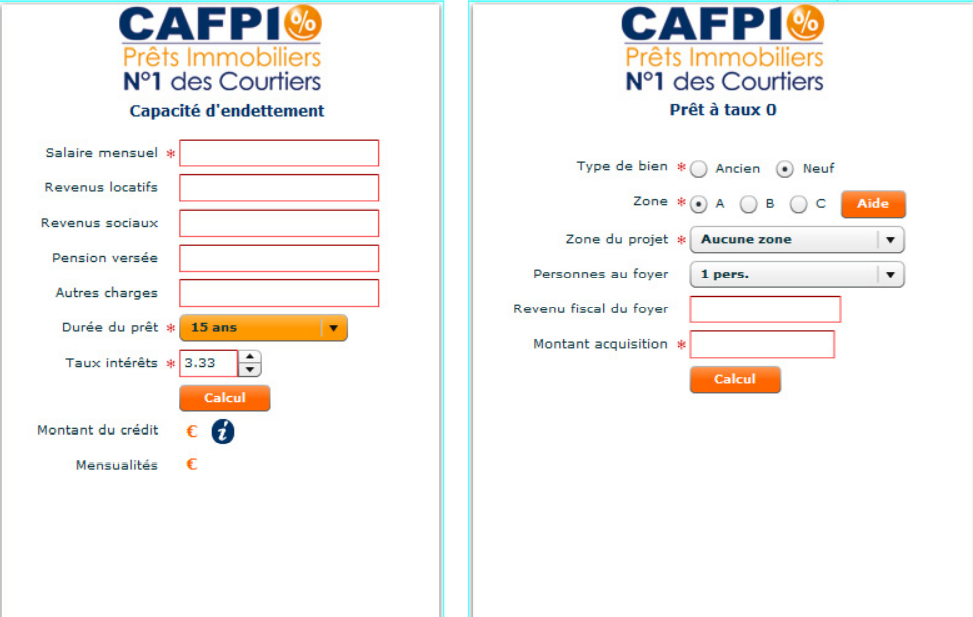 CAFPI %
Prêts Immobiliers
N°1 des Courtiers
Capacité d'endettement
Salaire mensuel *
Revenus locatifs
Revenus sociaux
Pension versée
Autres charges
Durée du prêt * 15 ans
Taux intérêts * 3.33
Calcul
Montant du crédit € i
Mensualités €
CAFPI %
Prêts Immobiliers
N°1 des Courtiers
Prêt à taux 0
Type de bien * Ancien Neuf
Zone * A B C Aide
Zone du projet * Aucune zone
Personnes au foyer 1 pers.
Revenu fiscal du foyer
Montant acquisition *
Calcul